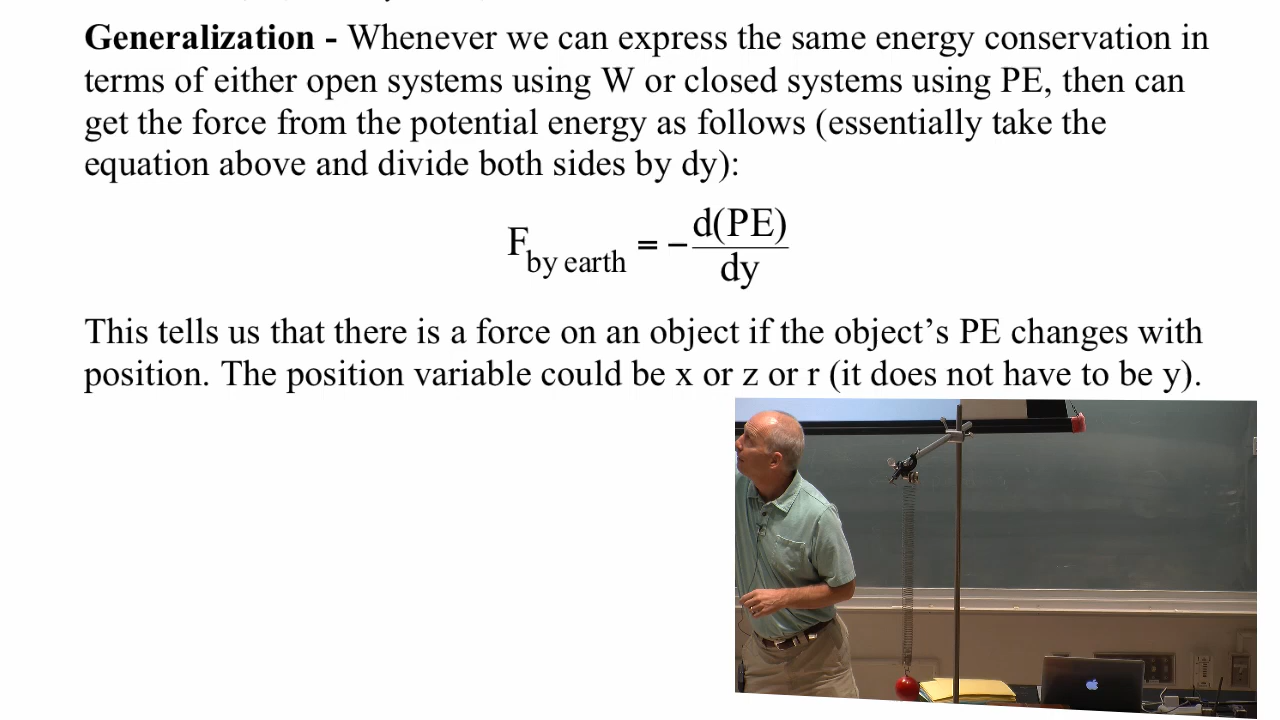 Generalization - Whenever we can express the same energy conservation in
terms of either open systems using W or closed systems using PE, then can
get the force from the potential energy as follows (essentially take the
equation above and divide both sides by dy):
F_by earth = − d(PE)/dy
This tells us that there is a force on an object if the object’s PE changes with
position. The position variable could be x or z or r (it does not have to be y).